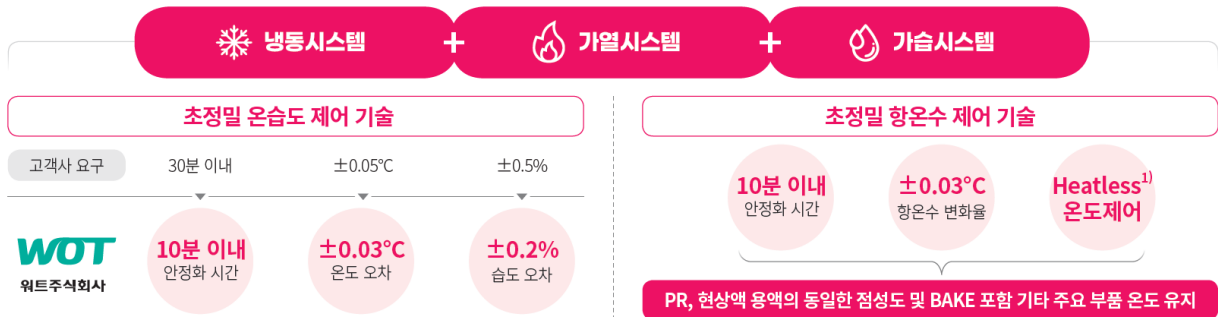 냉동시스템 + 가열시스템 + 가습시스템
초정밀 온습도 제어 기술
고객사 요구 30분 이내 ±0.05℃ ±0.5%
WOT
워트주식회사
10분 이내
안정화 시간
±0.03℃
온도 오차
±0.2%
습도 오차
초정밀 항온수 제어 기술
10분 이내
안정화 시간
±0.03℃
항온수 변화율
Heatless1)
온도제어
PR, 현상액 용액의 동일한 점성도 및 BAKE 포함 기타 주요 부품 온도 유지